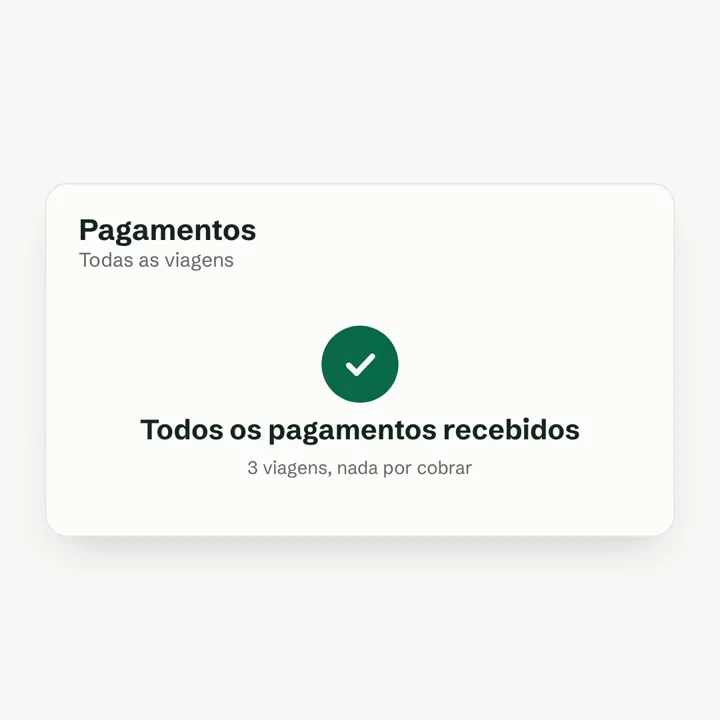 Pagamentos
Todas as viagens
Todos os pagamentos recebidos
3 viagens, nada por cobrar